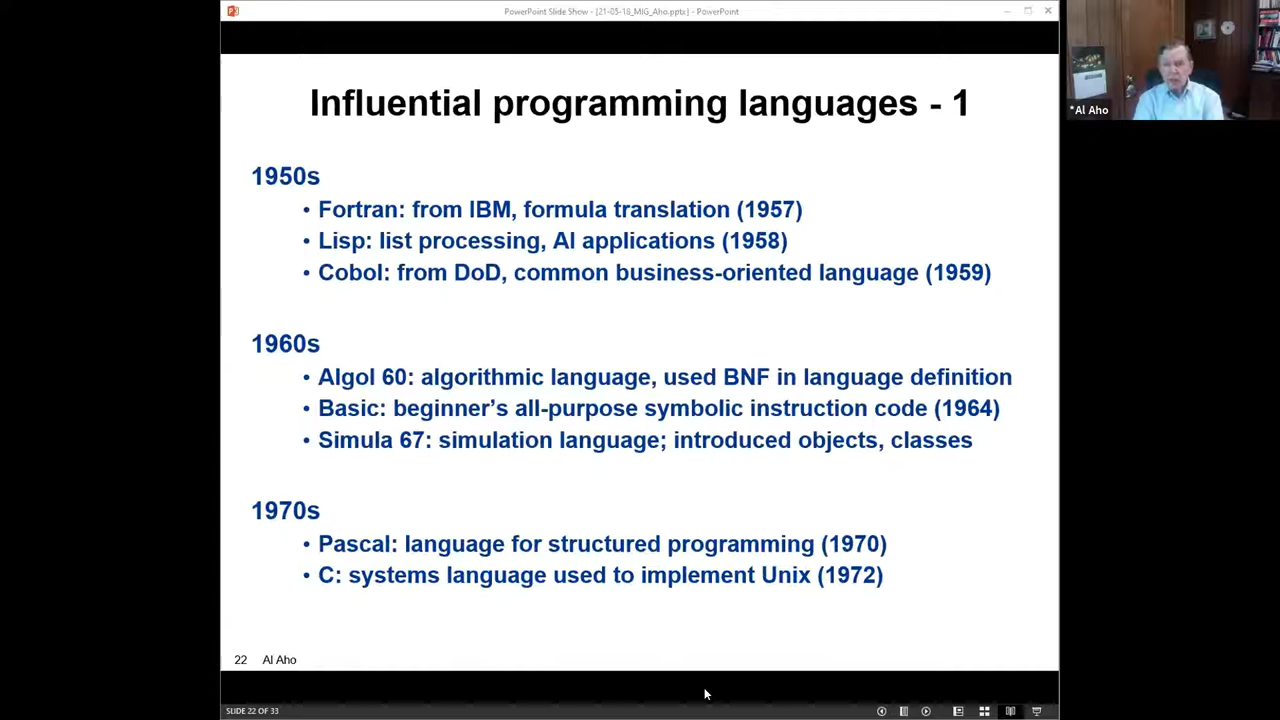 PowerPoint Slide Show - [21-05-18_MIG_Aho.pptx] - PowerPoint
*Al Aho
Influential programming languages - 1
1950s
• Fortran: from IBM, formula translation (1957)
• Lisp: list processing, AI applications (1958)
• Cobol: from DoD, common business-oriented language (1959)
1960s
• Algol 60: algorithmic language, used BNF in language definition
• Basic: beginner’s all-purpose symbolic instruction code (1964)
• Simula 67: simulation language; introduced objects, classes
1970s
• Pascal: language for structured programming (1970)
• C: systems language used to implement Unix (1972)
22 Al Aho
SLIDE 22 OF 33